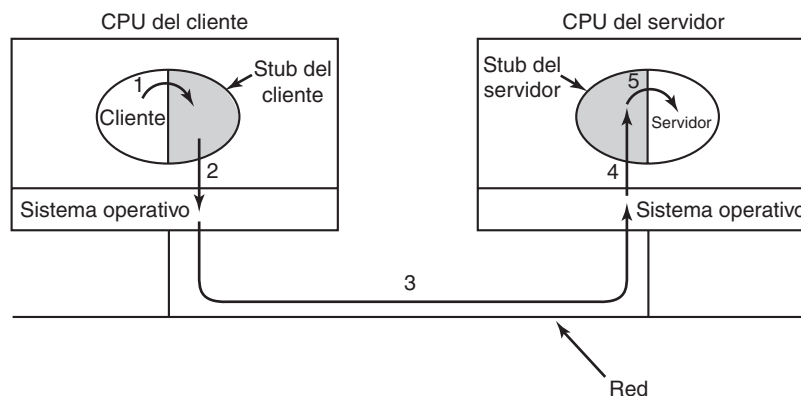 CPU del cliente
CPU del servidor
Stub del
cliente
Stub del
servidor
1
Cliente
5
Servidor
2
4
Sistema operativo
Sistema operativo
3
Red